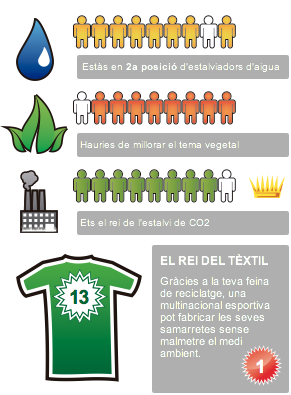 Estàs en 2a posició d'estalviadors d'aigua
Hauries de millorar el tema vegetal
Ets el rei de l'estalvi de CO2
13
EL REI DEL TÈXTIL
Gràcies a la teva feina
de reciclatge, una
multinacional esportiva
pot fabricar les seves
samarretes sense
malmetre el medi
ambient.
1